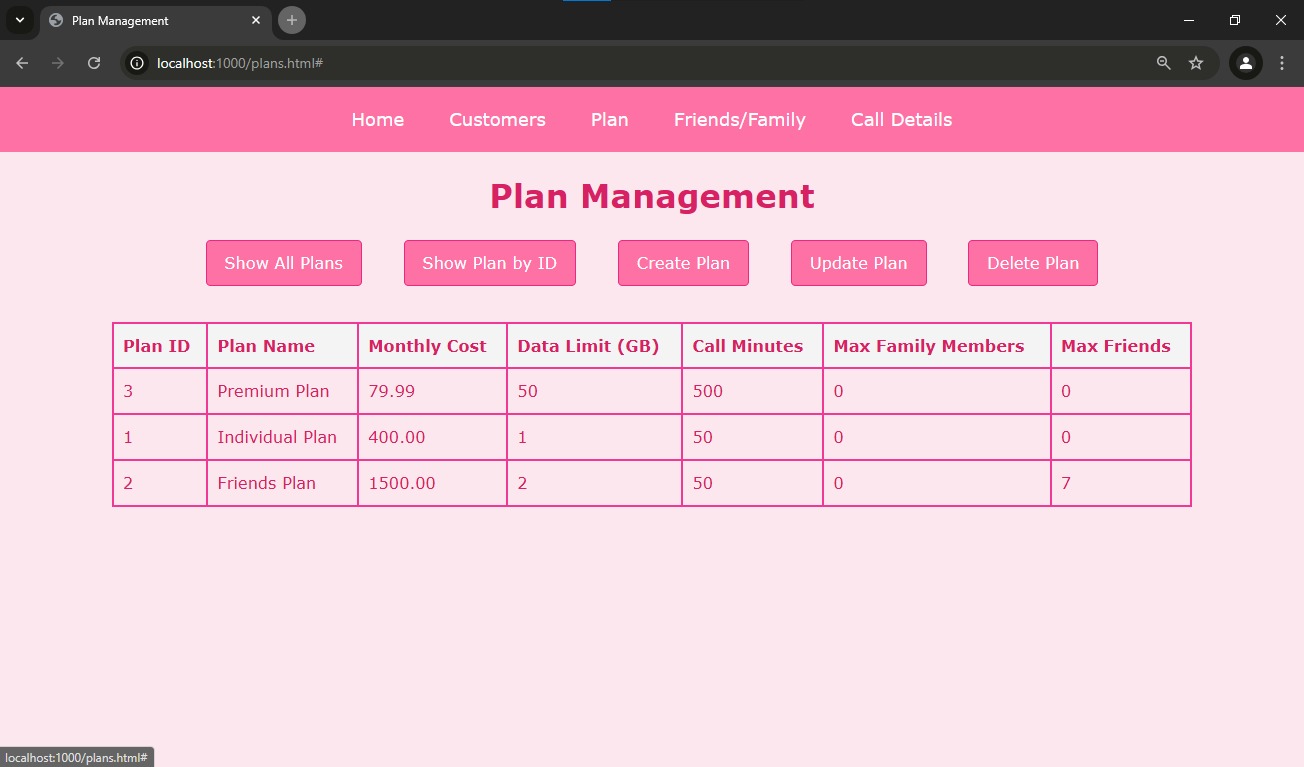 Plan Management
localhost:1000/plans.html#
Home Customers Plan Friends/Family Call Details
Plan Management
Show All Plans Show Plan by ID Create Plan Update Plan Delete Plan
Plan ID Plan Name Monthly Cost Data Limit (GB) Call Minutes Max Family Members Max Friends
3 Premium Plan 79.99 50 500 0 0
1 Individual Plan 400.00 1 50 0 0
2 Friends Plan 1500.00 2 50 0 7
localhost:1000/plans.html#